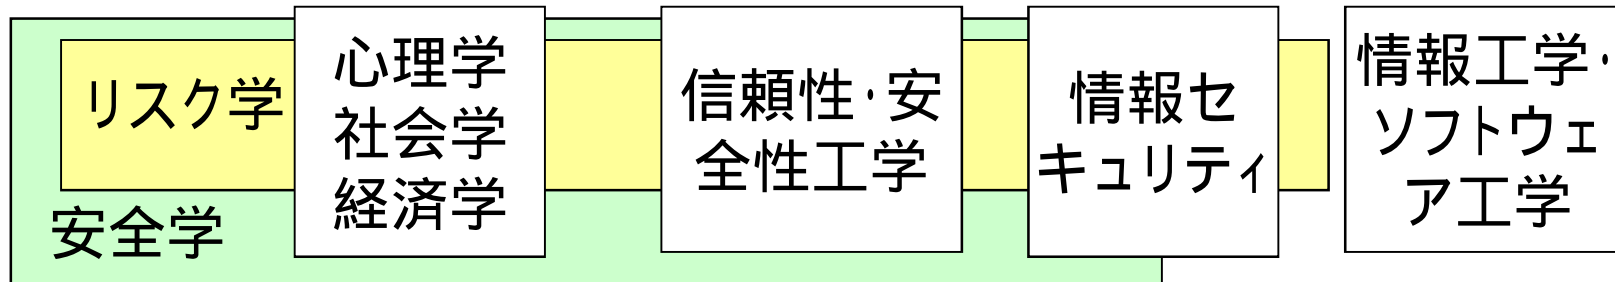 リスク学
安全学
心理学
社会学
経済学
信頼性・安
全性工学
情報セ
キュリティ
情報工学・
ソフトウェ
ア工学